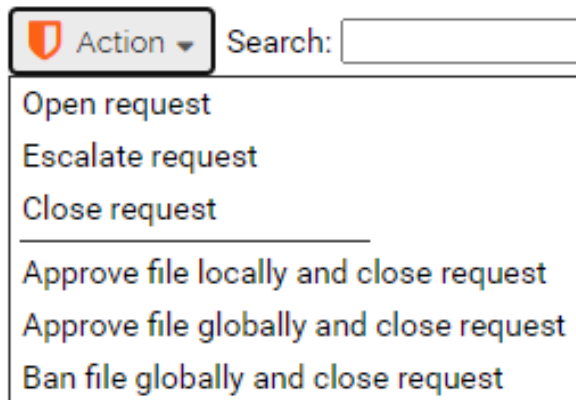 Action Search:
Open request
Escalate request
Close request
Approve file locally and close request
Approve file globally and close request
Ban file globally and close request